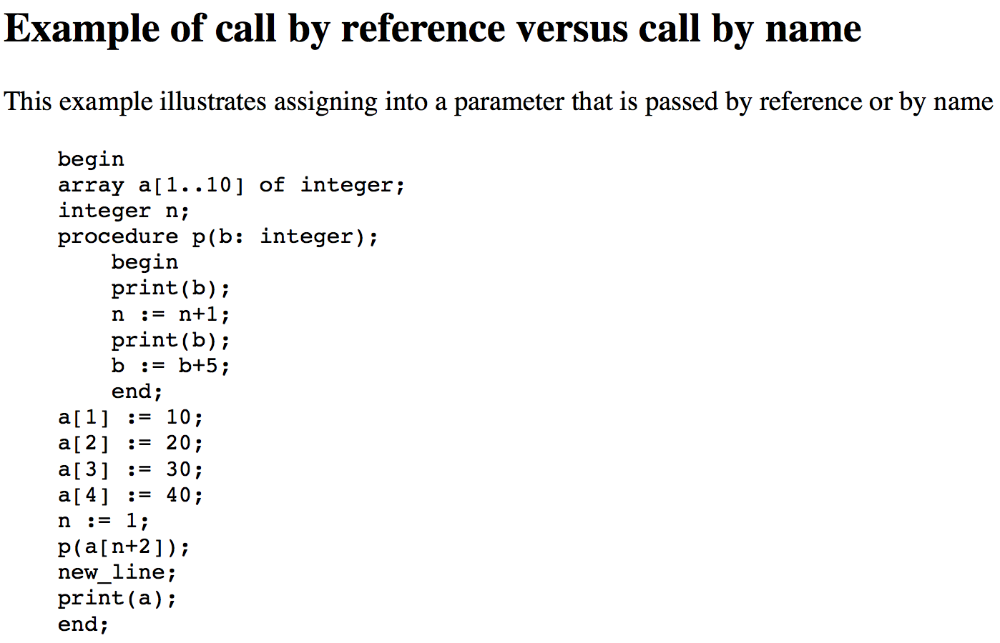 Example of call by reference versus call by name
This example illustrates assigning into a parameter that is passed by reference or by name
begin
array a[1..10] of integer;
integer n;
procedure p(b: integer);
    begin
    print(b);
    n := n+1;
    print(b);
    b := b+5;
    end;
a[1] := 10;
a[2] := 20;
a[3] := 30;
a[4] := 40;
n := 1;
p(a[n+2]);
new_line;
print(a);
end;